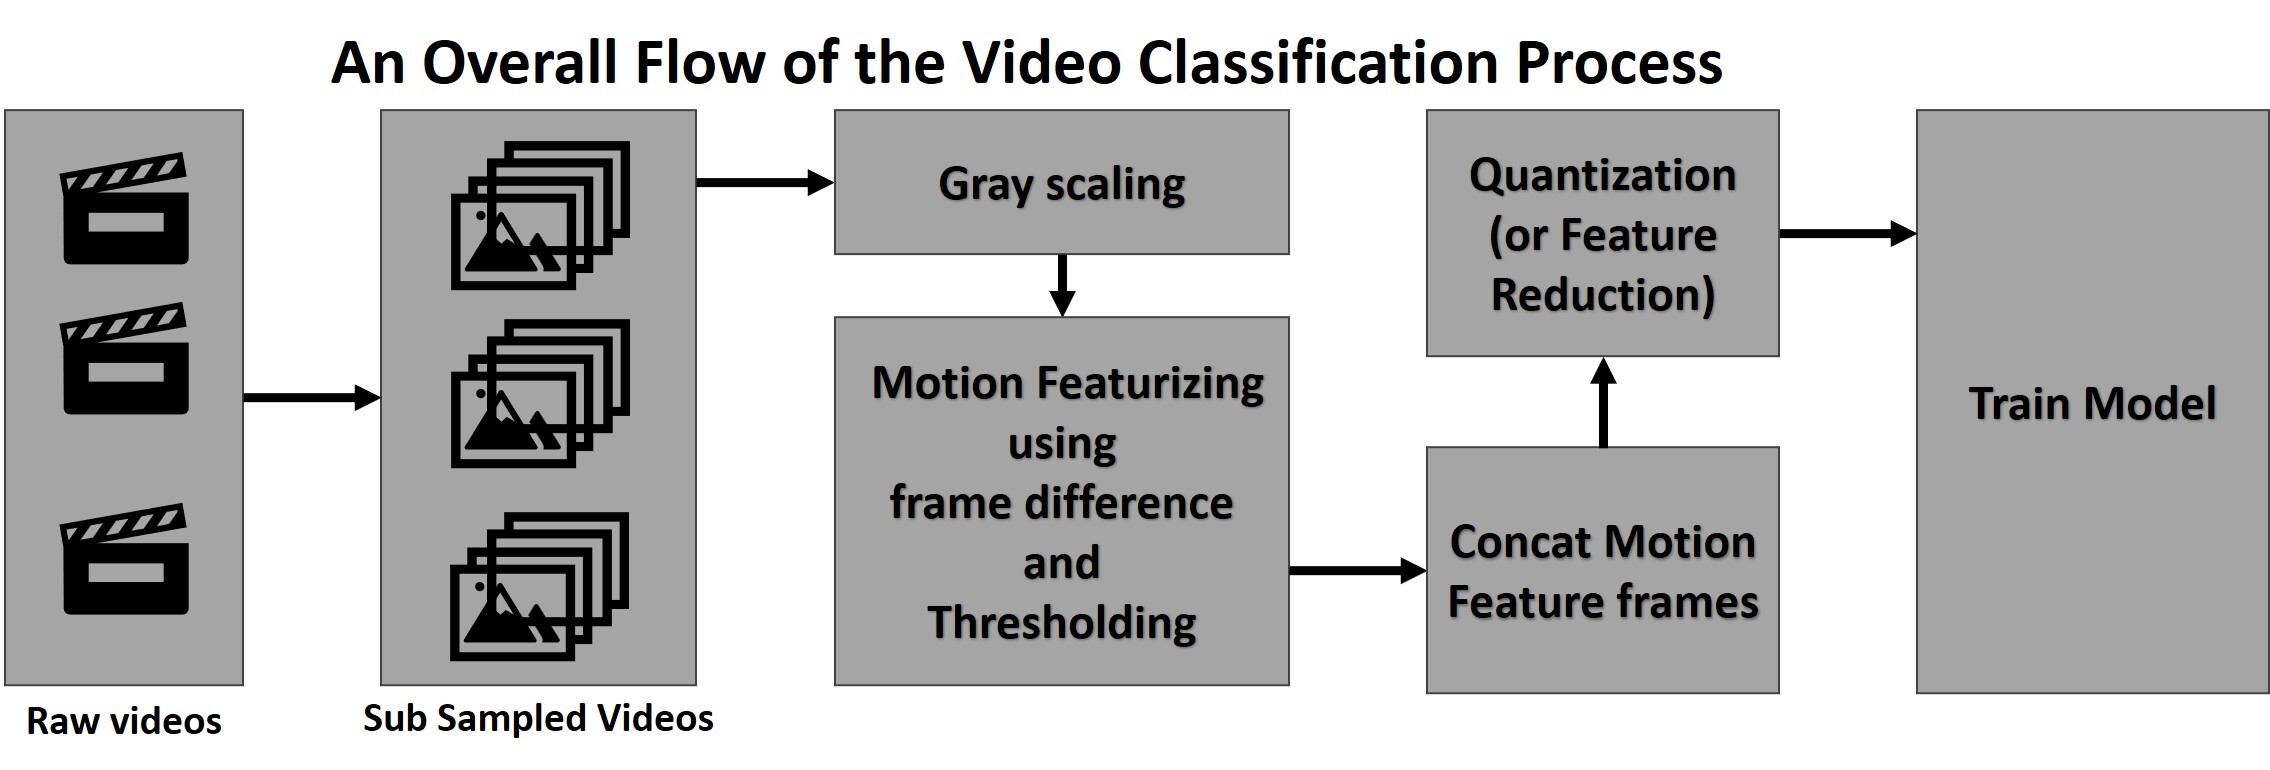 An Overall Flow of the Video Classification Process
Raw videos
Sub Sampled Videos
Gray scaling
Motion Featurizing
using
frame difference
and
Thresholding
Concat Motion
Feature frames
Quantization
(or Feature
Reduction)
Train Model